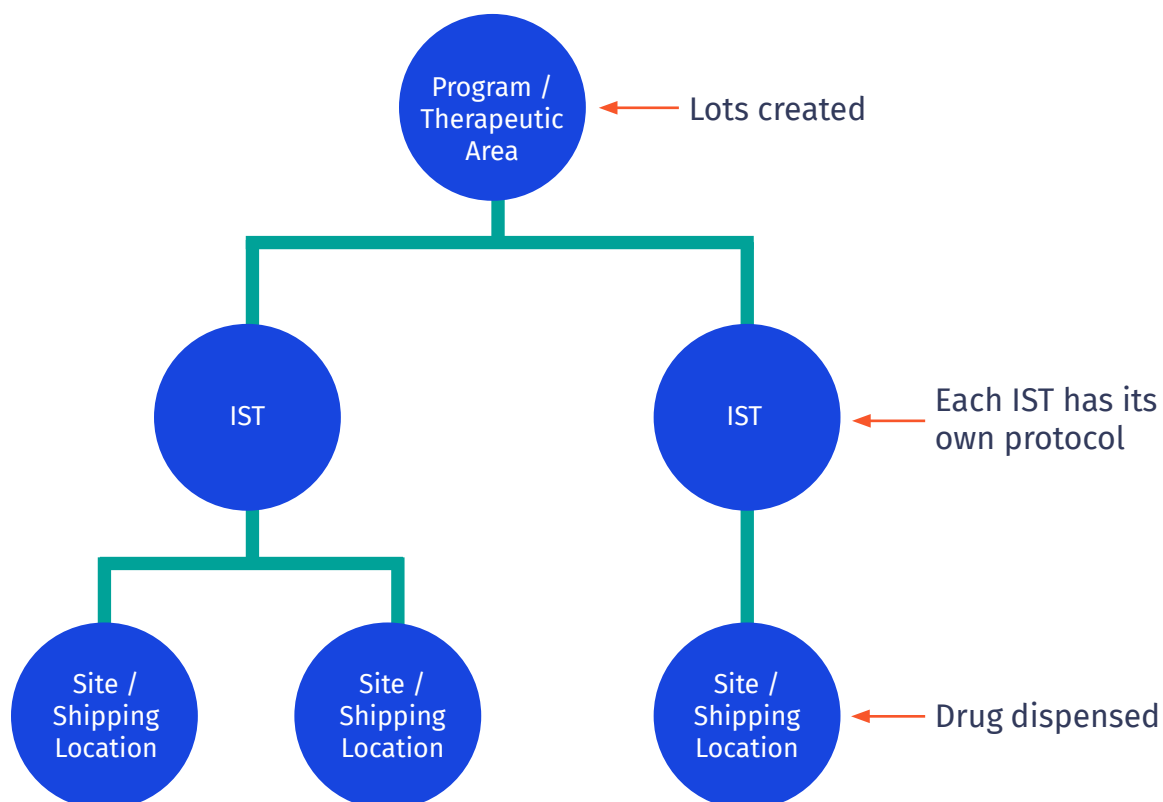 Program /
Therapeutic
Area
Lots created
IST
IST
Each IST has its
own protocol
Site /
Shipping
Location
Site /
Shipping
Location
Site /
Shipping
Location
Drug dispensed